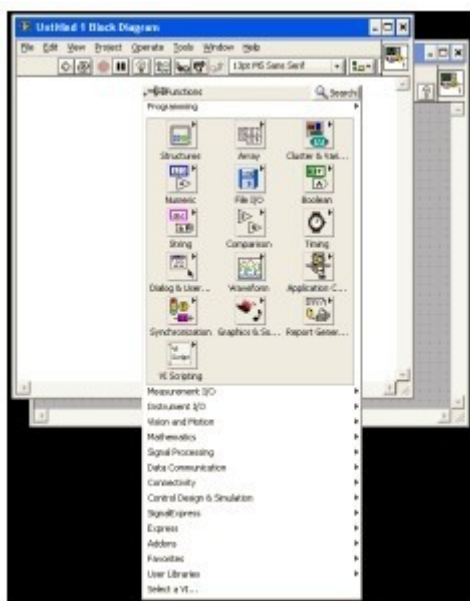 Untitled 1 Block Diagram
File Edit View Project Operate Tools Window Help
13pt MS Sans Serif
Functions
Search
Programming
Structures Array Cluster & Vari...
Numeric File I/O Boolean
String Comparison Timing
Dialog & User... Waveform Application C...
Synchronization Graphics & So... Report Gener...
VI Scripting
Measurement I/O
Instrument I/O
Vision and Motion
Mathematics
Signal Processing
Data Communication
Connectivity
Control Design & Simulation
SignalExpress
Express
Addons
Favorites
User Libraries
Select a VI...